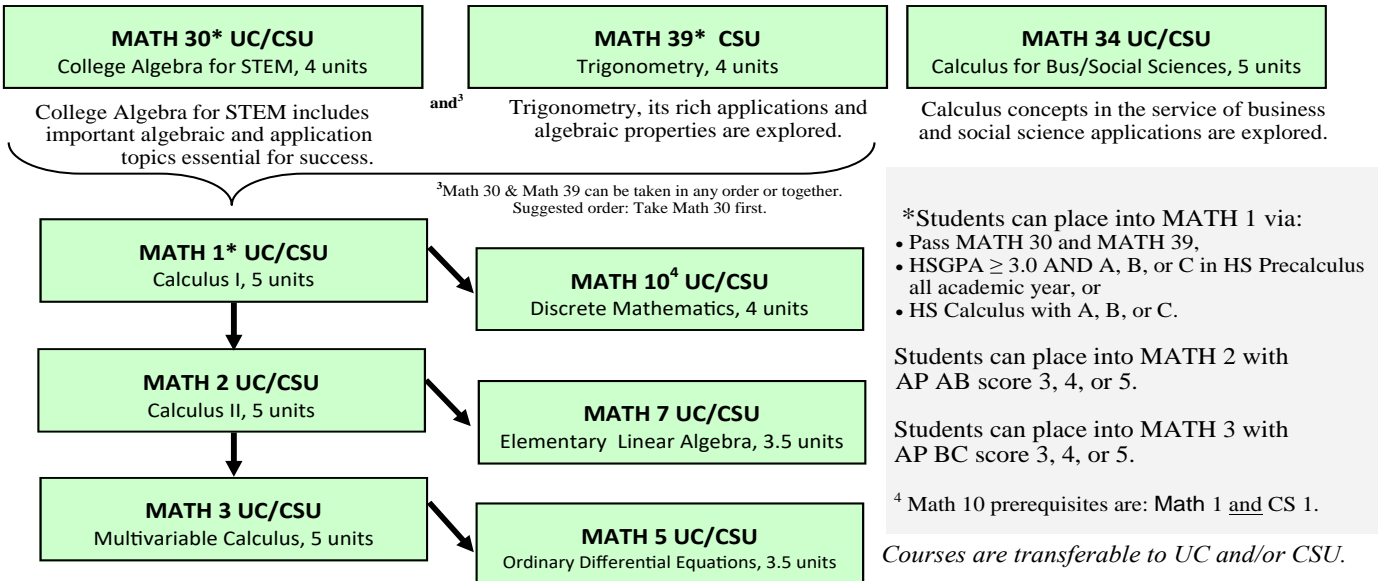 MATH 30* UC/CSU
College Algebra for STEM, 4 units
College Algebra for STEM includes
important algebraic and application
topics essential for success.
and³
MATH 39* CSU
Trigonometry, 4 units
Trigonometry, its rich applications and
algebraic properties are explored.
MATH 34 UC/CSU
Calculus for Bus/Social Sciences, 5 units
Calculus concepts in the service of business
and social science applications are explored.
³Math 30 & Math 39 can be taken in any order or together.
Suggested order: Take Math 30 first.
MATH 1* UC/CSU
Calculus I, 5 units
MATH 10⁴ UC/CSU
Discrete Mathematics, 4 units
MATH 2 UC/CSU
Calculus II, 5 units
MATH 7 UC/CSU
Elementary Linear Algebra, 3.5 units
MATH 3 UC/CSU
Multivariable Calculus, 5 units
MATH 5 UC/CSU
Ordinary Differential Equations, 3.5 units
*Students can place into MATH 1 via:
• Pass MATH 30 and MATH 39,
• HSGPA ≥ 3.0 AND A, B, or C in HS Precalculus
all academic year, or
• HS Calculus with A, B, or C.
Students can place into MATH 2 with
AP AB score 3, 4, or 5.
Students can place into MATH 3 with
AP BC score 3, 4, or 5.
⁴ Math 10 prerequisites are: Math 1 and CS 1.
Courses are transferable to UC and/or CSU.